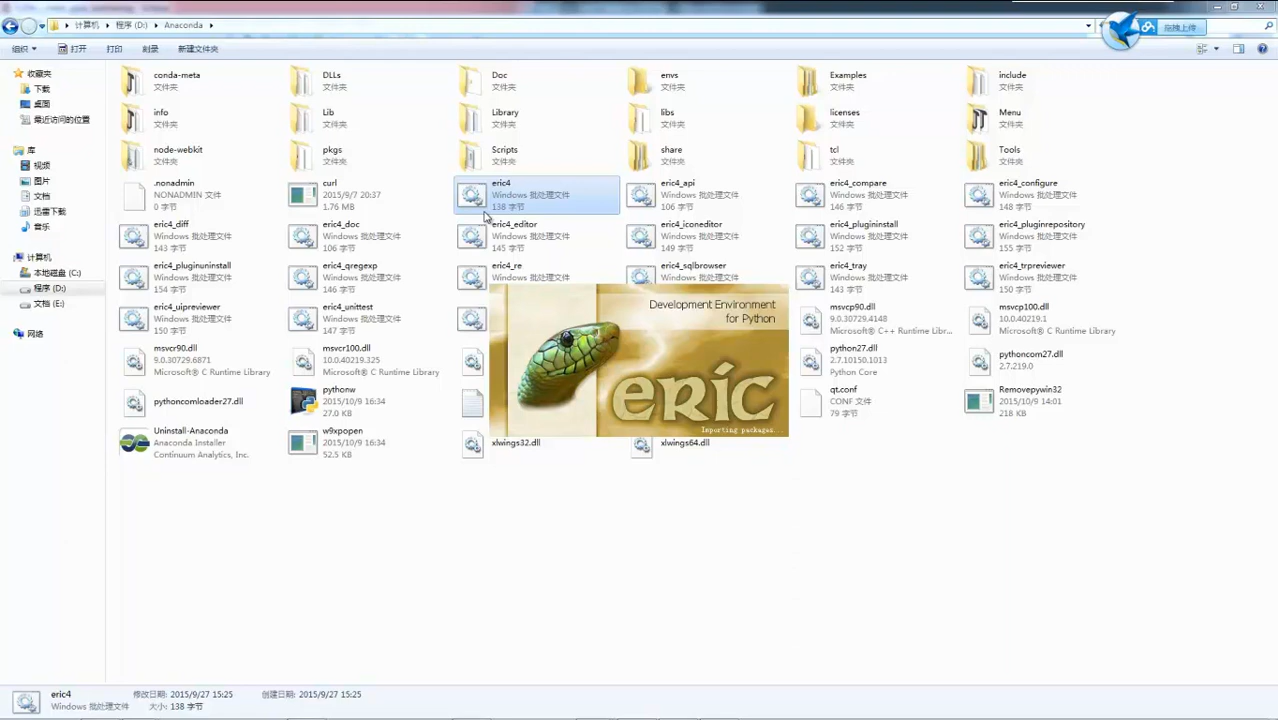 计算机 ▸ 程序 (D:) ▸ Anaconda ▸
拖拽上传
组织 ▼ 打开 打印 刻录 新建文件夹
收藏夹
下载
桌面
最近访问的位置
库
视频
图片
文档
迅雷下载
音乐
计算机
本地磁盘 (C:)
程序 (D:)
文档 (E:)
网络
conda-meta
文件夹
DLLs
文件夹
Doc
文件夹
envs
文件夹
Examples
文件夹
include
文件夹
info
文件夹
Lib
文件夹
Library
文件夹
libs
文件夹
licenses
文件夹
Menu
文件夹
node-webkit
文件夹
pkgs
文件夹
Scripts
文件夹
share
文件夹
tcl
文件夹
Tools
文件夹
.nonadmin
NONADMIN 文件
0 字节
curl
2015/9/7 20:37
1.76 MB
eric4
Windows 批处理文件
138 字节
eric4_api
Windows 批处理文件
106 字节
eric4_compare
Windows 批处理文件
146 字节
eric4_configure
Windows 批处理文件
148 字节
eric4_diff
Windows 批处理文件
143 字节
eric4_doc
Windows 批处理文件
106 字节
eric4_editor
Windows 批处理文件
145 字节
eric4_iconeditor
Windows 批处理文件
149 字节
eric4_plugininstall
Windows 批处理文件
152 字节
eric4_pluginrepository
Windows 批处理文件
155 字节
eric4_pluginuninstall
Windows 批处理文件
154 字节
eric4_qregexp
Windows 批处理文件
146 字节
eric4_re
Windows 批处理文件
eric4_sqlbrowser
Windows 批处理文件
eric4_tray
Windows 批处理文件
143 字节
eric4_trpreviewer
Windows 批处理文件
150 字节
eric4_uipreviewer
Windows 批处理文件
150 字节
eric4_unittest
Windows 批处理文件
147 字节
msvcp90.dll
9.0.30729.4148
Microsoft® C++ Runtime Libr...
msvcp100.dll
10.0.40219.1
Microsoft® C Runtime Library
msvcr90.dll
9.0.30729.6871
Microsoft® C Runtime Library
msvcr100.dll
10.0.40219.325
Microsoft® C Runtime Library
python27.dll
2.7.10150.1013
Python Core
pythoncom27.dll
2.7.219.0
pythoncomloader27.dll
pythonw
2015/10/9 16:34
27.0 KB
qt.conf
CONF 文件
79 字节
Removepywin32
2015/10/9 14:01
218 KB
Uninstall-Anaconda
Anaconda Installer
Continuum Analytics, Inc.
w9xpopen
2015/10/9 16:34
52.5 KB
xlwings32.dll
xlwings64.dll
Development Environment
for Python
eric
Importing packages...
eric4 修改日期: 2015/9/27 15:25 创建日期: 2015/9/27 15:25
Windows 批处理文件 大小: 138 字节